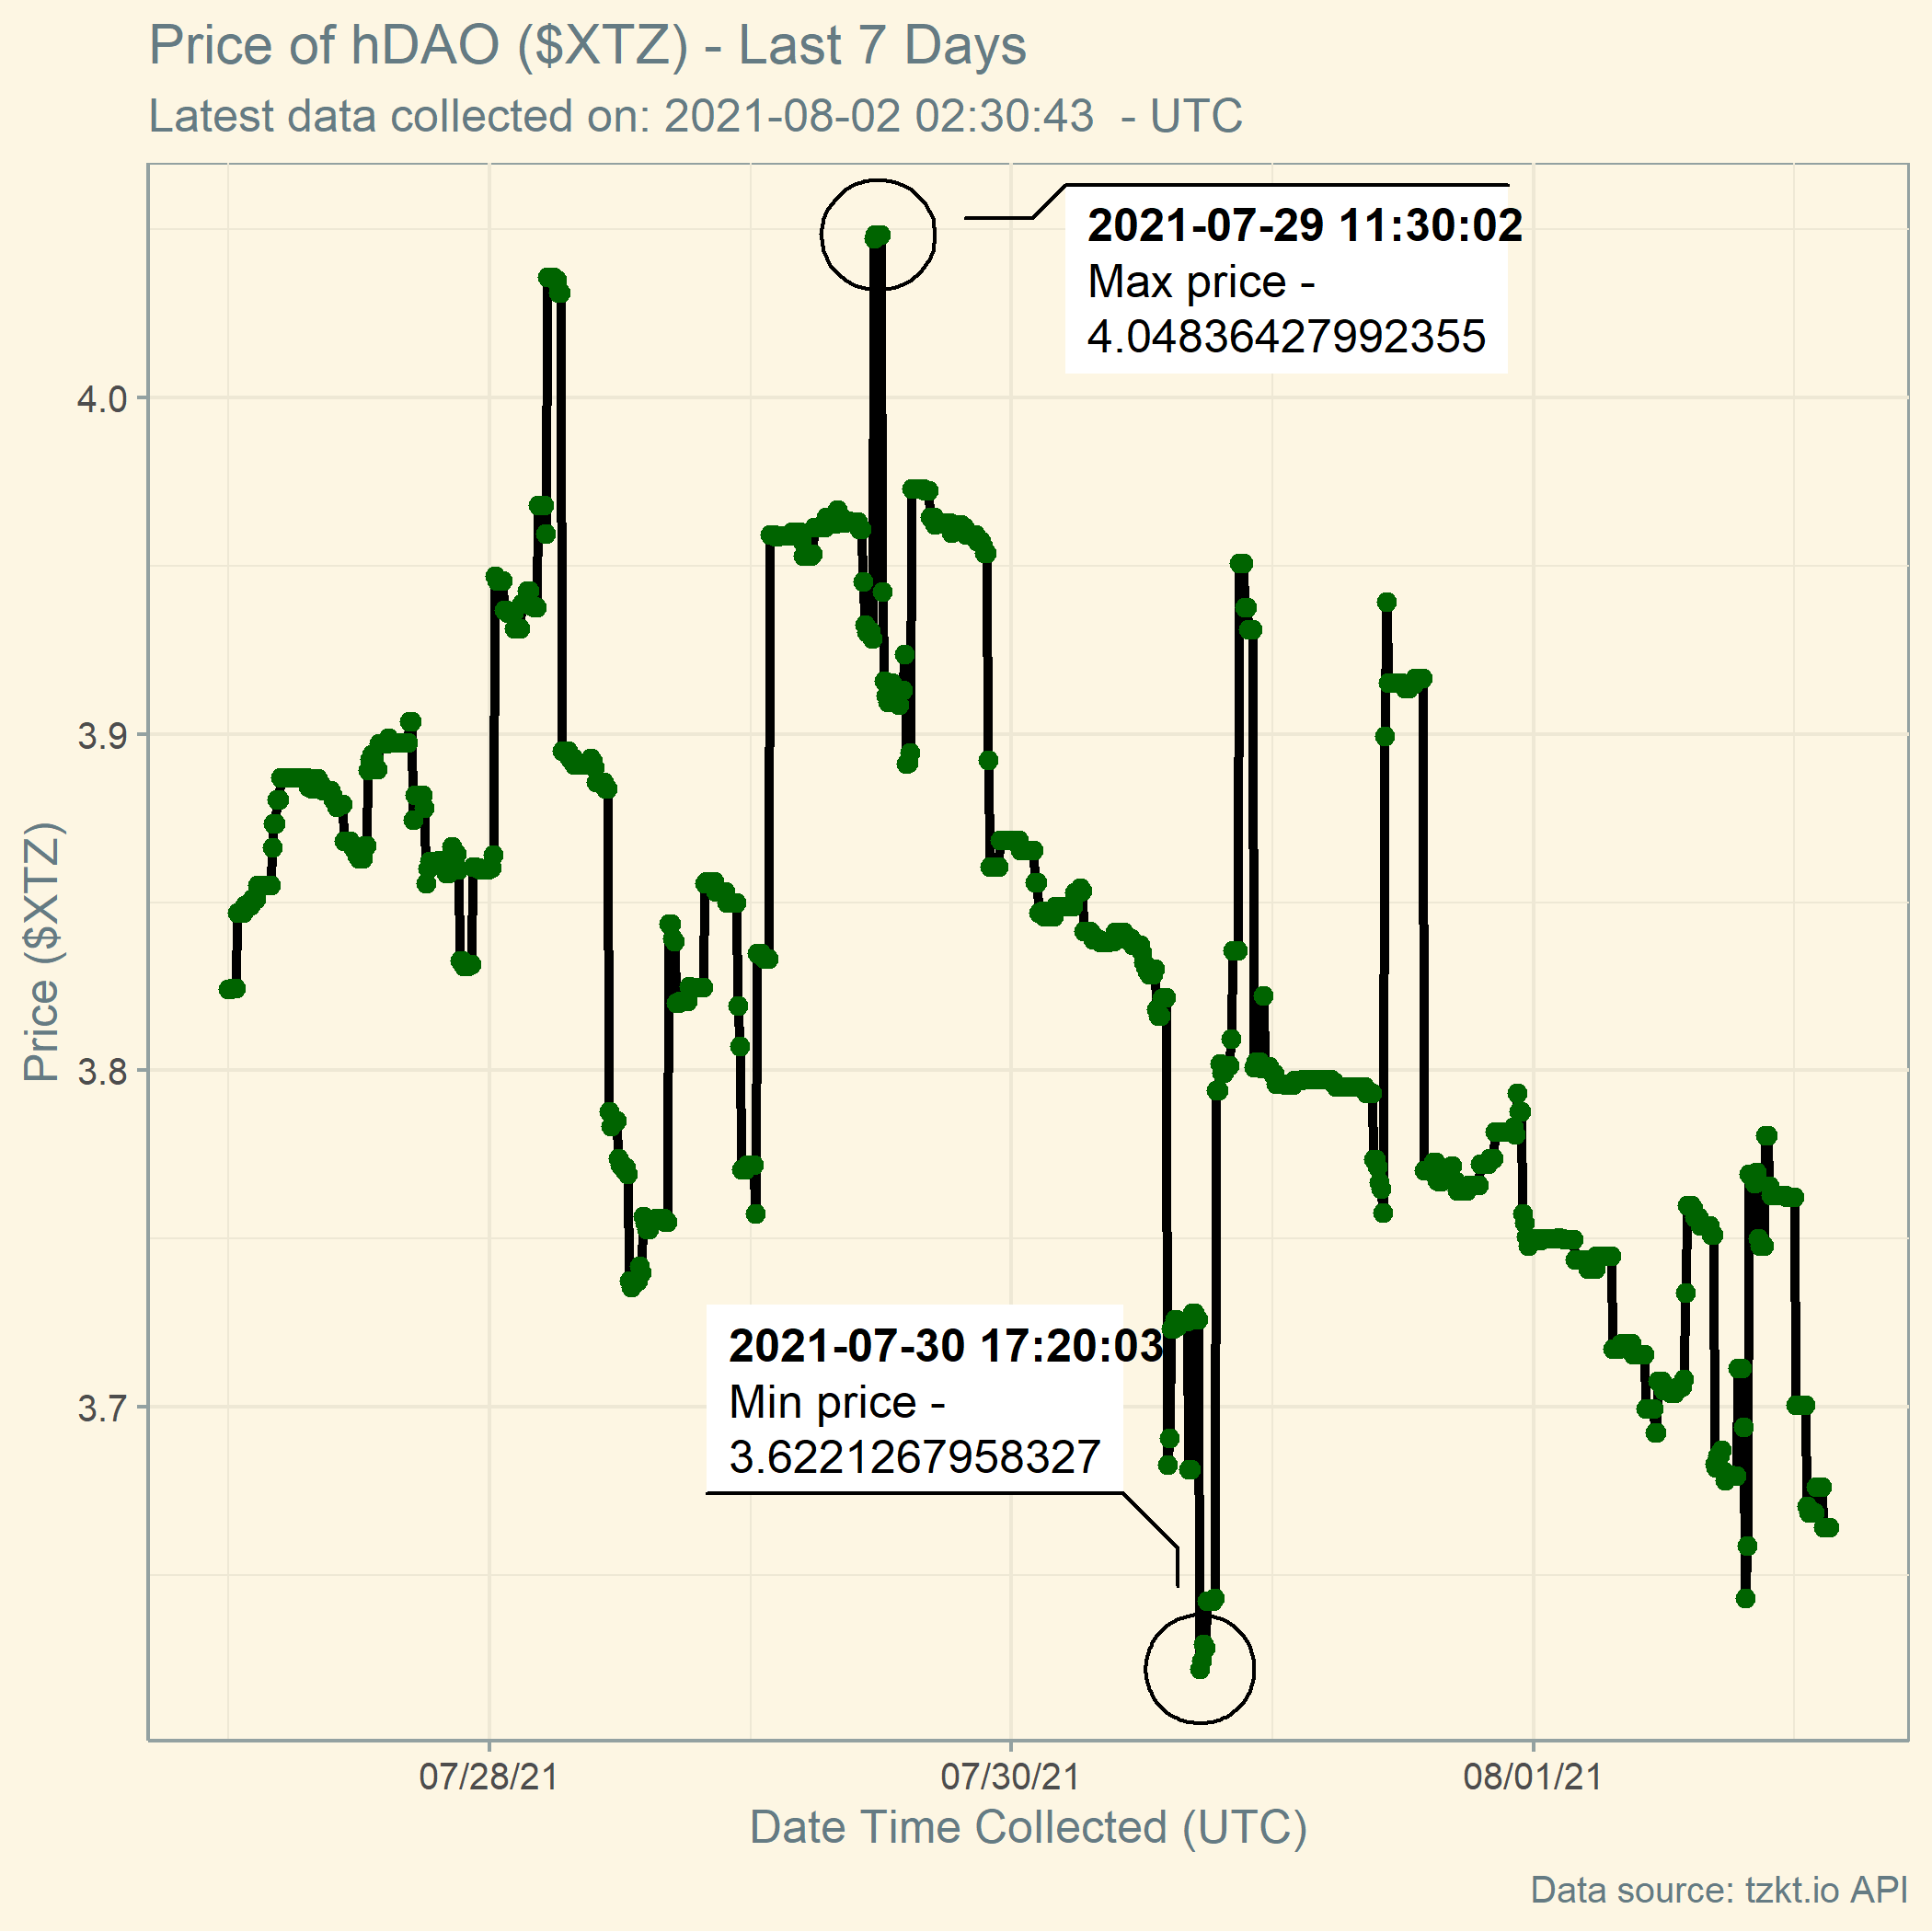 Price of hDAO ($XTZ) - Last 7 Days
Latest data collected on: 2021-08-02 02:30:43  - UTC
2021-07-29 11:30:02
Max price -
4.04836427992355
4.0
3.9
3.8
3.7
Price ($XTZ)
2021-07-30 17:20:03
Min price -
3.6221267958327
07/28/21
07/30/21
08/01/21
Date Time Collected (UTC)
Data source: tzkt.io API